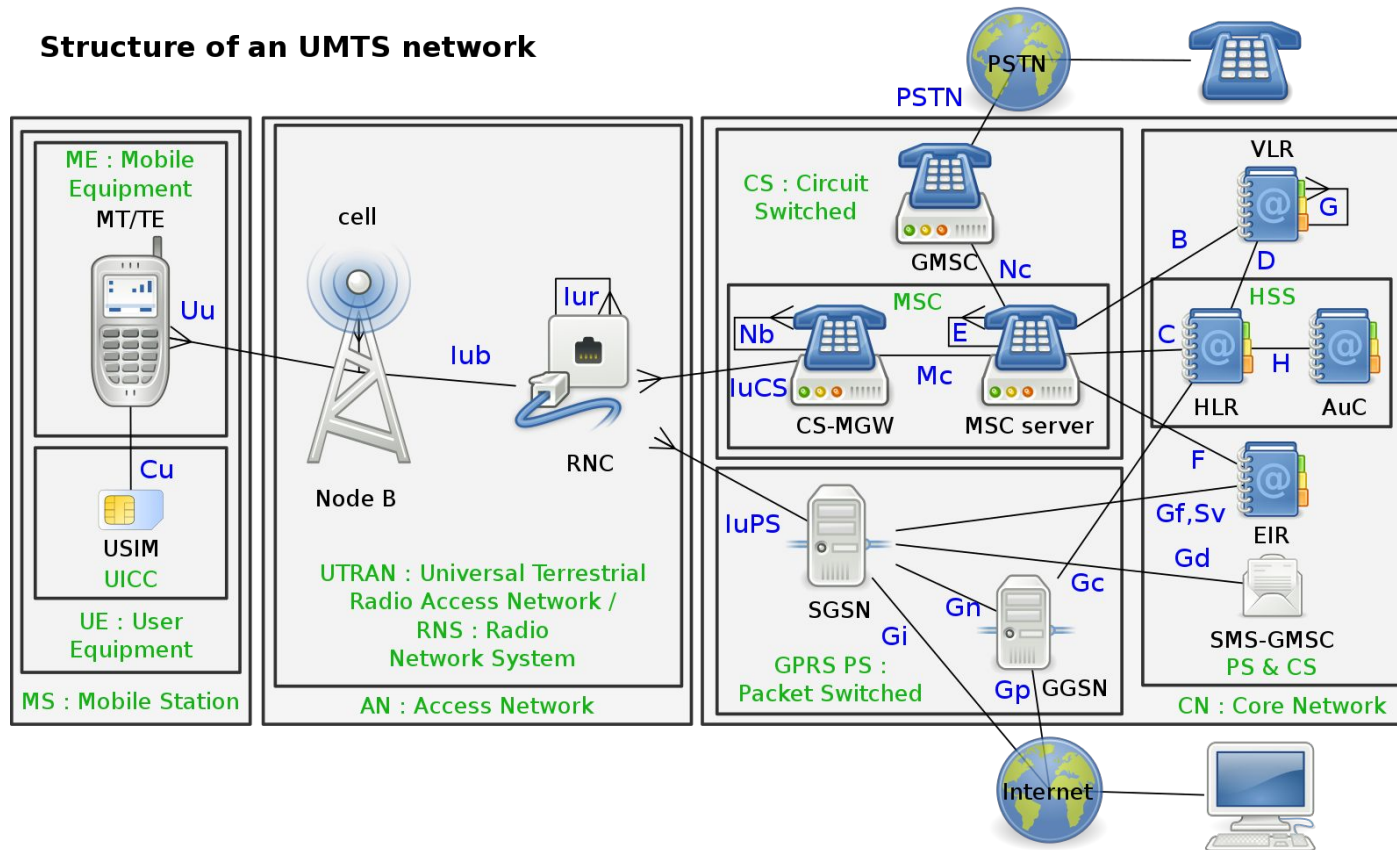 Structure of an UMTS network
PSTN
PSTN
ME : Mobile
Equipment
MT/TE
Uu
Cu
USIM
UICC
UE : User
Equipment
MS : Mobile Station
cell
Iub
Iur
RNC
Node B
UTRAN : Universal Terrestrial
Radio Access Network /
RNS : Radio
Network System
AN : Access Network
CS : Circuit
Switched
GMSC
Nc
MSC
Nb
E
IuCS
Mc
CS-MGW
MSC server
VLR
G
B
D
HSS
C
H
HLR
AuC
F
Gf,Sv
EIR
Gd
SMS-GMSC
PS & CS
CN : Core Network
IuPS
SGSN
Gn
Gc
Gi
GPRS PS :
Packet Switched
Gp
GGSN
Internet